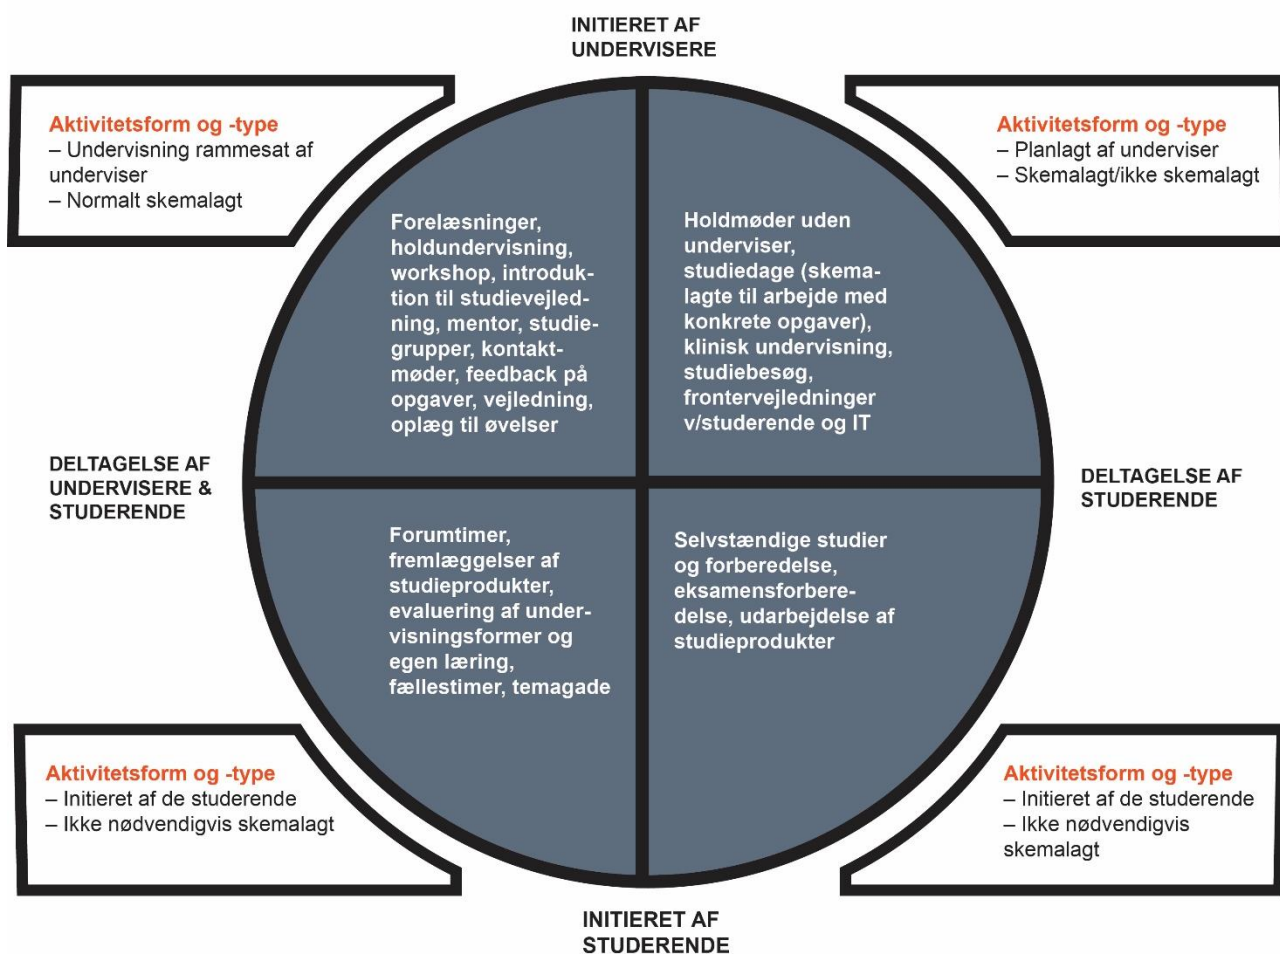 INITIERET AF
UNDERVISERE
Aktivitetsform og -type
– Undervisning rammesat af
underviser
– Normalt skemalagt
Aktivitetsform og -type
– Planlagt af underviser
– Skemalagt/ikke skemalagt
Forelæsninger,
holdundervisning,
workshop, introduk-
tion til studievejled-
ning, mentor, studie-
grupper, kontakt-
møder, feedback på
opgaver, vejledning,
oplæg til øvelser
Holdmøder uden
underviser,
studiedage (skema-
lagte til arbejde med
konkrete opgaver),
klinisk undervisning,
studiebesøg,
frontervejledninger
v/studerende og IT
DELTAGELSE AF
UNDERVISERE &
STUDERENDE
DELTAGELSE AF
STUDERENDE
Forumtimer,
fremlæggelser af
studieprodukter,
evaluering af under-
visningsformer og
egen læring,
fællestimer, temagade
Selvstændige studier
og forberedelse,
eksamensforbere-
delse, udarbejdelse af
studieprodukter
Aktivitetsform og -type
– Initieret af de studerende
– Ikke nødvendigvis skemalagt
Aktivitetsform og -type
– Initieret af de studerende
– Ikke nødvendigvis
skemalagt
INITIERET AF
STUDERENDE